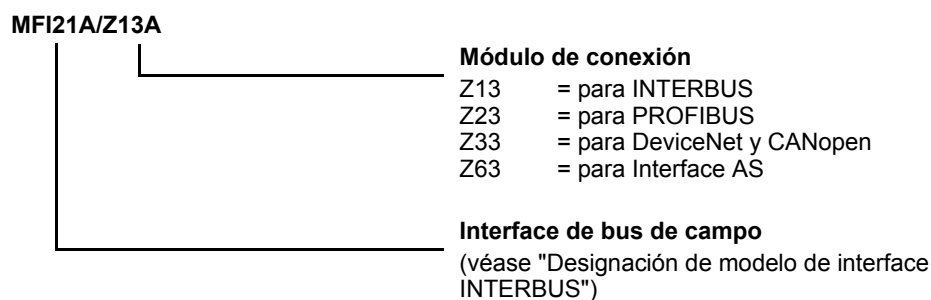 MFI21A/Z13A
Módulo de conexión
Z13 = para INTERBUS
Z23 = para PROFIBUS
Z33 = para DeviceNet y CANopen
Z63 = para Interface AS
Interface de bus de campo
(véase "Designación de modelo de interface
INTERBUS")